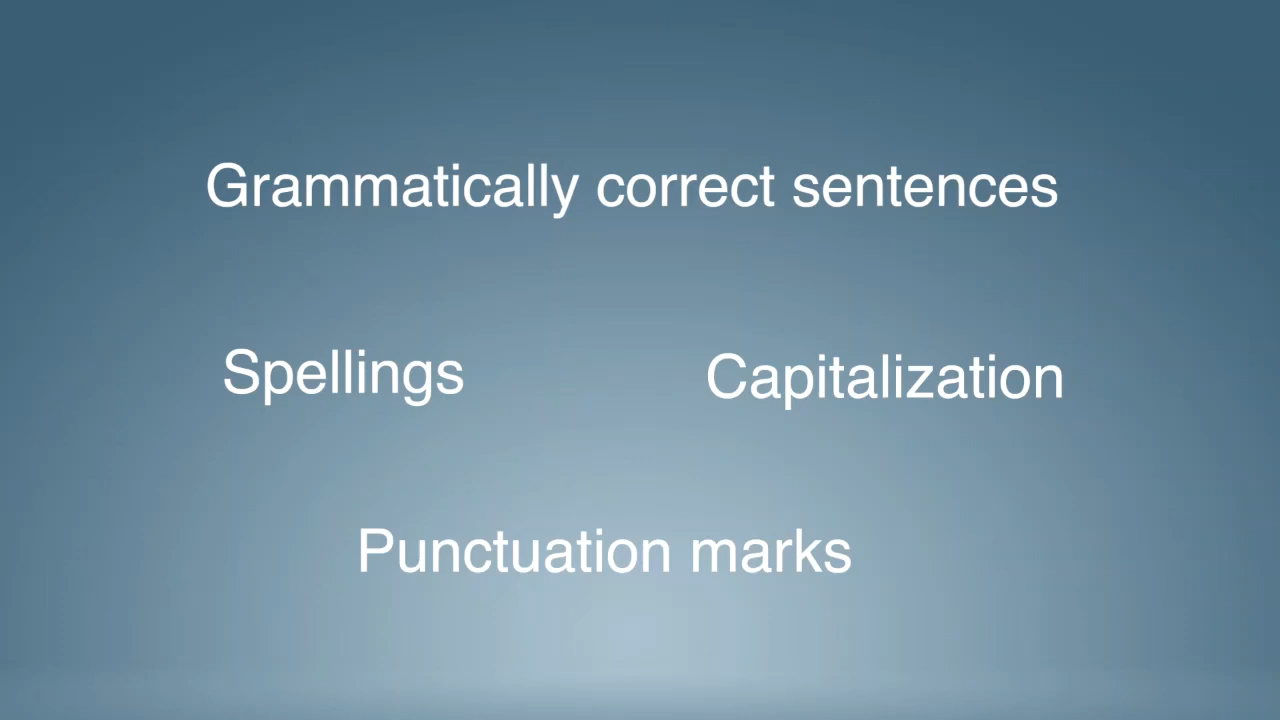 Grammatically correct sentences
Spellings
Capitalization
Punctuation marks